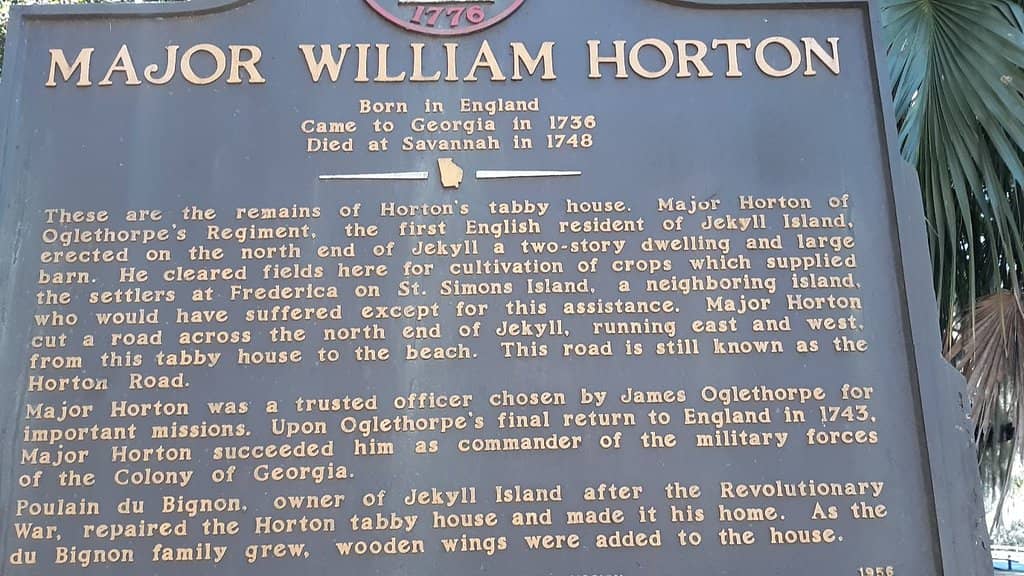 1776
MAJOR WILLIAM HORTON
Born in England
Came to Georgia in 1736
Died at Savannah in 1748
These are the remains of Horton's tabby house. Major Horton of
Oglethorpe's Regiment, the first English resident of Jekyll Island,
erected on the north end of Jekyll a two-story dwelling and large
barn. He cleared fields here for cultivation of crops which supplied
the settlers at Frederica on St. Simons Island, a neighboring island,
who would have suffered except for this assistance. Major Horton
cut a road across the north end of Jekyll, running east and west,
from this tabby house to the beach. This road is still known as the
Horton Road.
Major Horton was a trusted officer chosen by James Oglethorpe for
important missions. Upon Oglethorpe's final return to England in 1743,
Major Horton succeeded him as commander of the military forces
of the Colony of Georgia.
Poulain du Bignon, owner of Jekyll Island after the Revolutionary
War, repaired the Horton tabby house and made it his home. As the
du Bignon family grew, wooden wings were added to the house.
1956